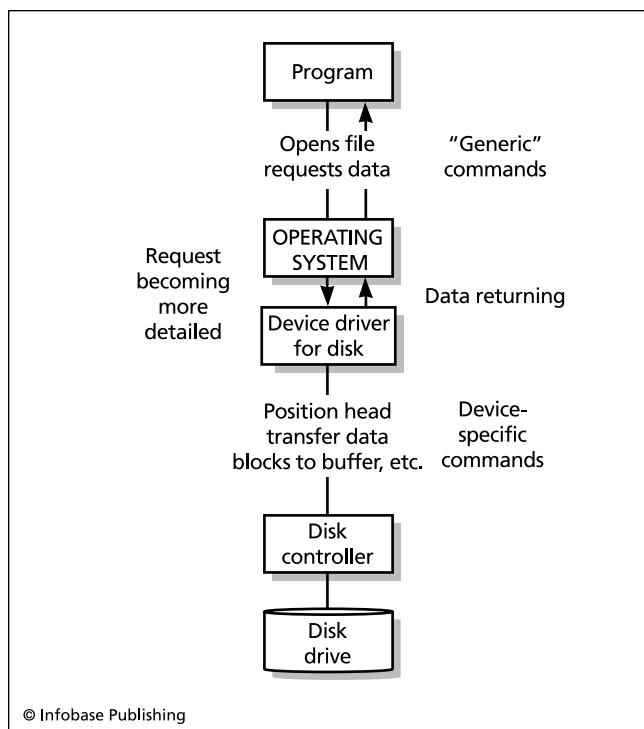 Program
Opens file
requests data
“Generic”
commands
OPERATING
SYSTEM
Request
becoming
more
detailed
Data returning
Device driver
for disk
Position head
transfer data
blocks to buffer, etc.
Device-
specific
commands
Disk
controller
Disk
drive
© Infobase Publishing